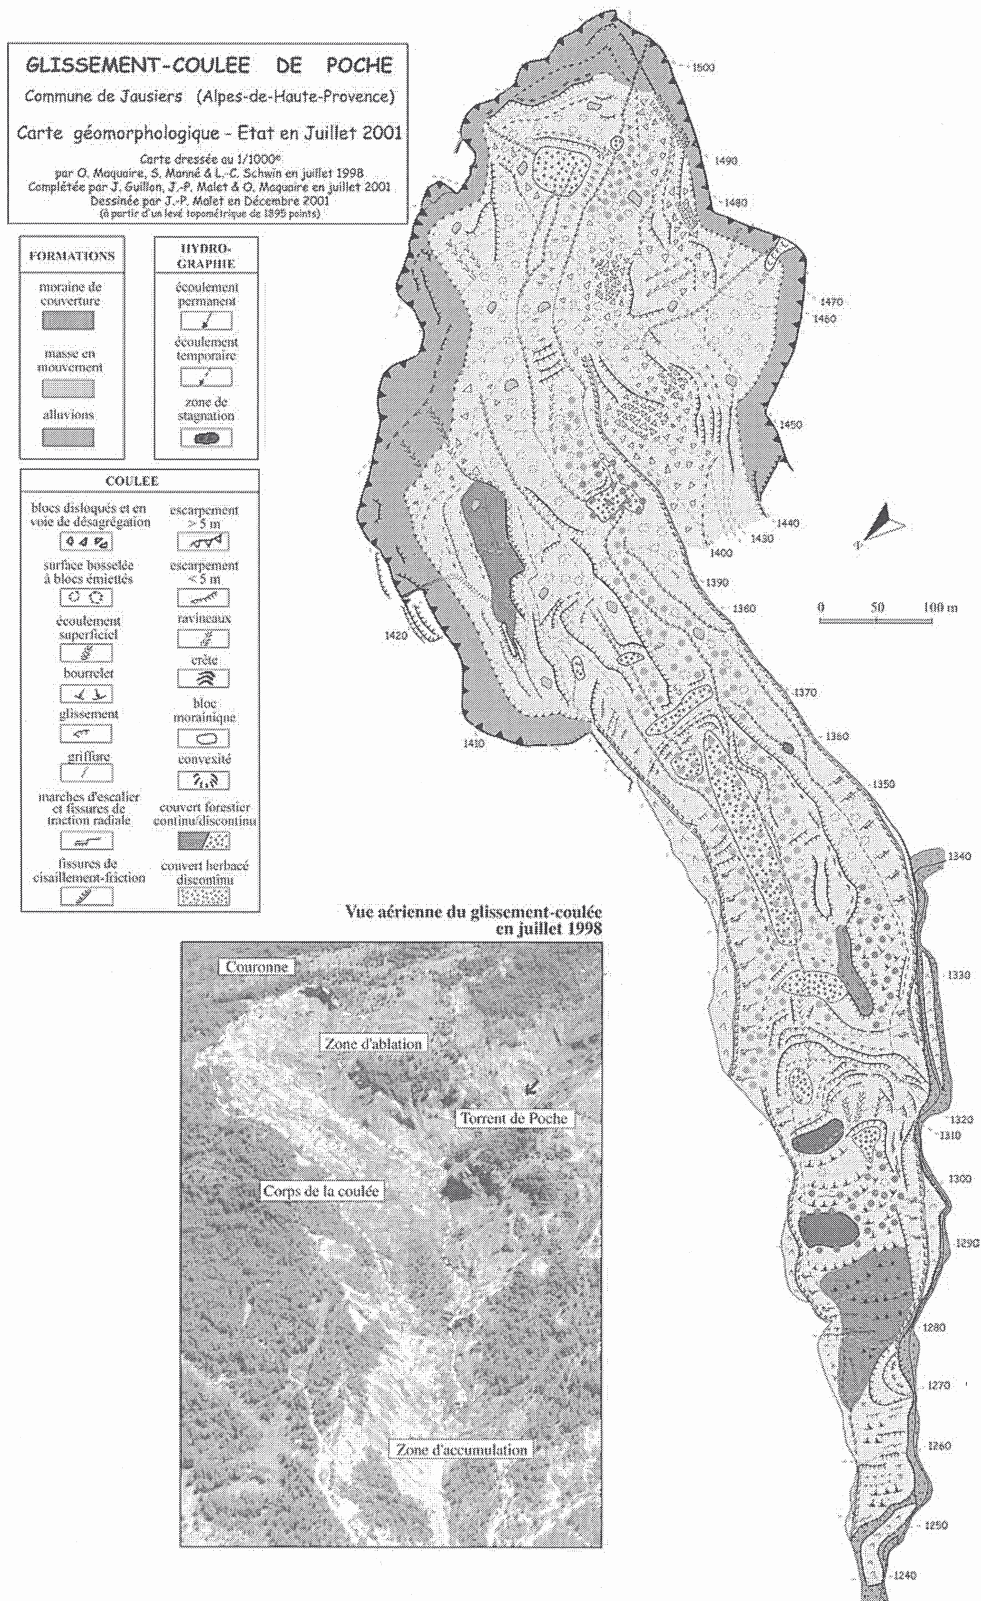 GLISSEMENT-COULEE DE POCHE
Commune de Jausiers (Alpes-de-Haute-Provence)
Carte géomorphologique - Etat en Juillet 2001
Carte dressée au 1/1000e
par O. Maquaire, S. Manné & L.-C. Schwin en juillet 1998
Complétée par J. Guillon, J.-P. Malet & O. Maquaire en juillet 2001
Dessinée par J.-P. Malet en Décembre 2001
(à partir d'un levé topométrique de 1895 points)
FORMATIONS
moraine de
couverture
masse en
mouvement
alluvions
HYDRO-
GRAPHIE
écoulement
permanent
écoulement
temporaire
zone de
stagnation
COULEE
blocs disloqués et en
voie de désagrégation
surface bosselée
à blocs émiettés
écoulement
superficiel
bourrelet
glissement
griffure
marches d'escalier
et fissures de
traction radiale
fissures de
cisaillement-friction
escarpement
> 5 m
escarpement
< 5 m
ravineaux
crête
bloc
morainique
convexité
couvert forestier
continu/discontinu
couvert herbacé
discontinu
1500
1490
1480
1470
1460
1450
1440
1430
1400
1390
1360
0 50 100 m
1420
1410
1370
1360
1350
1340
1330
1320
1310
1300
1290
1280
1270
1260
1250
1240
Vue aérienne du glissement-coulée
en juillet 1998
Couronne
Zone d'ablation
Torrent de Poche
Corps de la coulée
Zone d'accumulation